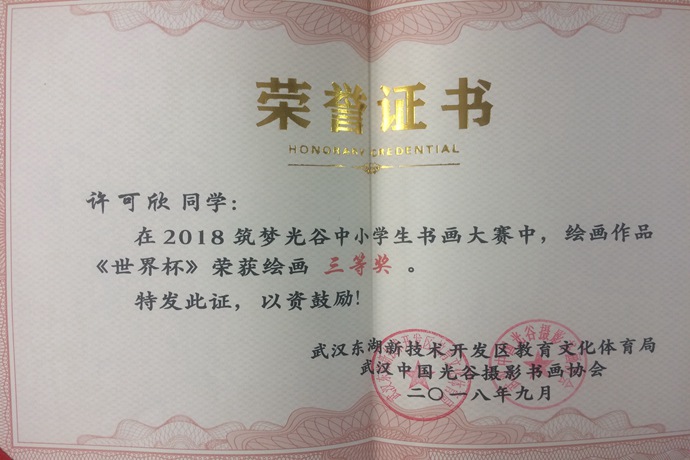 荣誉证书
HONORARY CREDENTIAL
许可欣同学：
在2018筑梦光谷中小学生书画大赛中，绘画作品
《世界杯》荣获绘画 三等奖 。
特发此证，以资鼓励！
武汉东湖新技术开发区教育文化体育局
武汉中国光谷摄影书画协会
二〇一八年九月